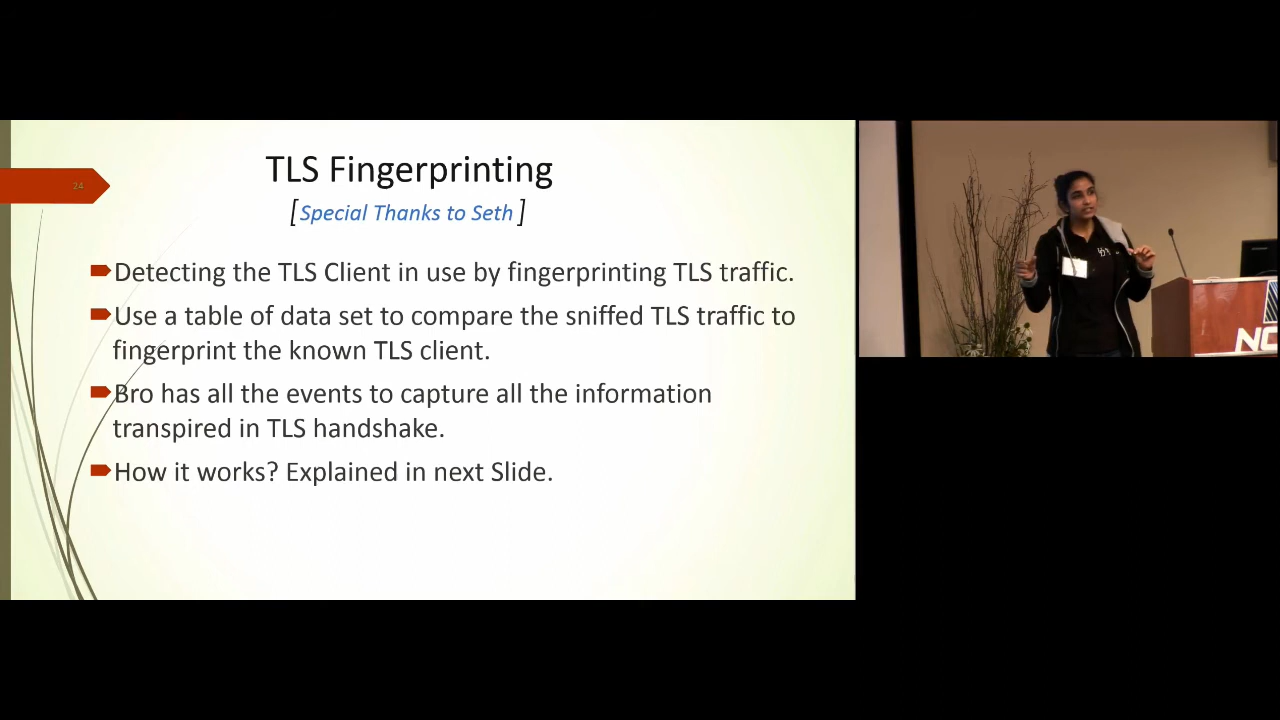 24
TLS Fingerprinting
[Special Thanks to Seth]
Detecting the TLS Client in use by fingerprinting TLS traffic.
Use a table of data set to compare the sniffed TLS traffic to
fingerprint the known TLS client.
Bro has all the events to capture all the information
transpired in TLS handshake.
How it works? Explained in next Slide.
NC